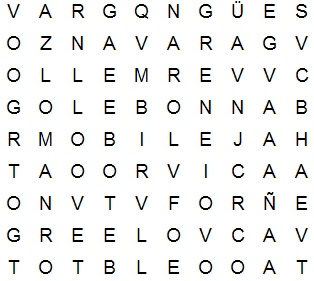 V A R G Q N G Ü E S
O Z N A V A R A G V
O L L E M R E V V C
G O L E B O N N A B
R M O B I L E J A H
T A O O R V I C A A
O N V T V F O R Ñ E
G R E E L O V C A V
T O T B L E O O A T